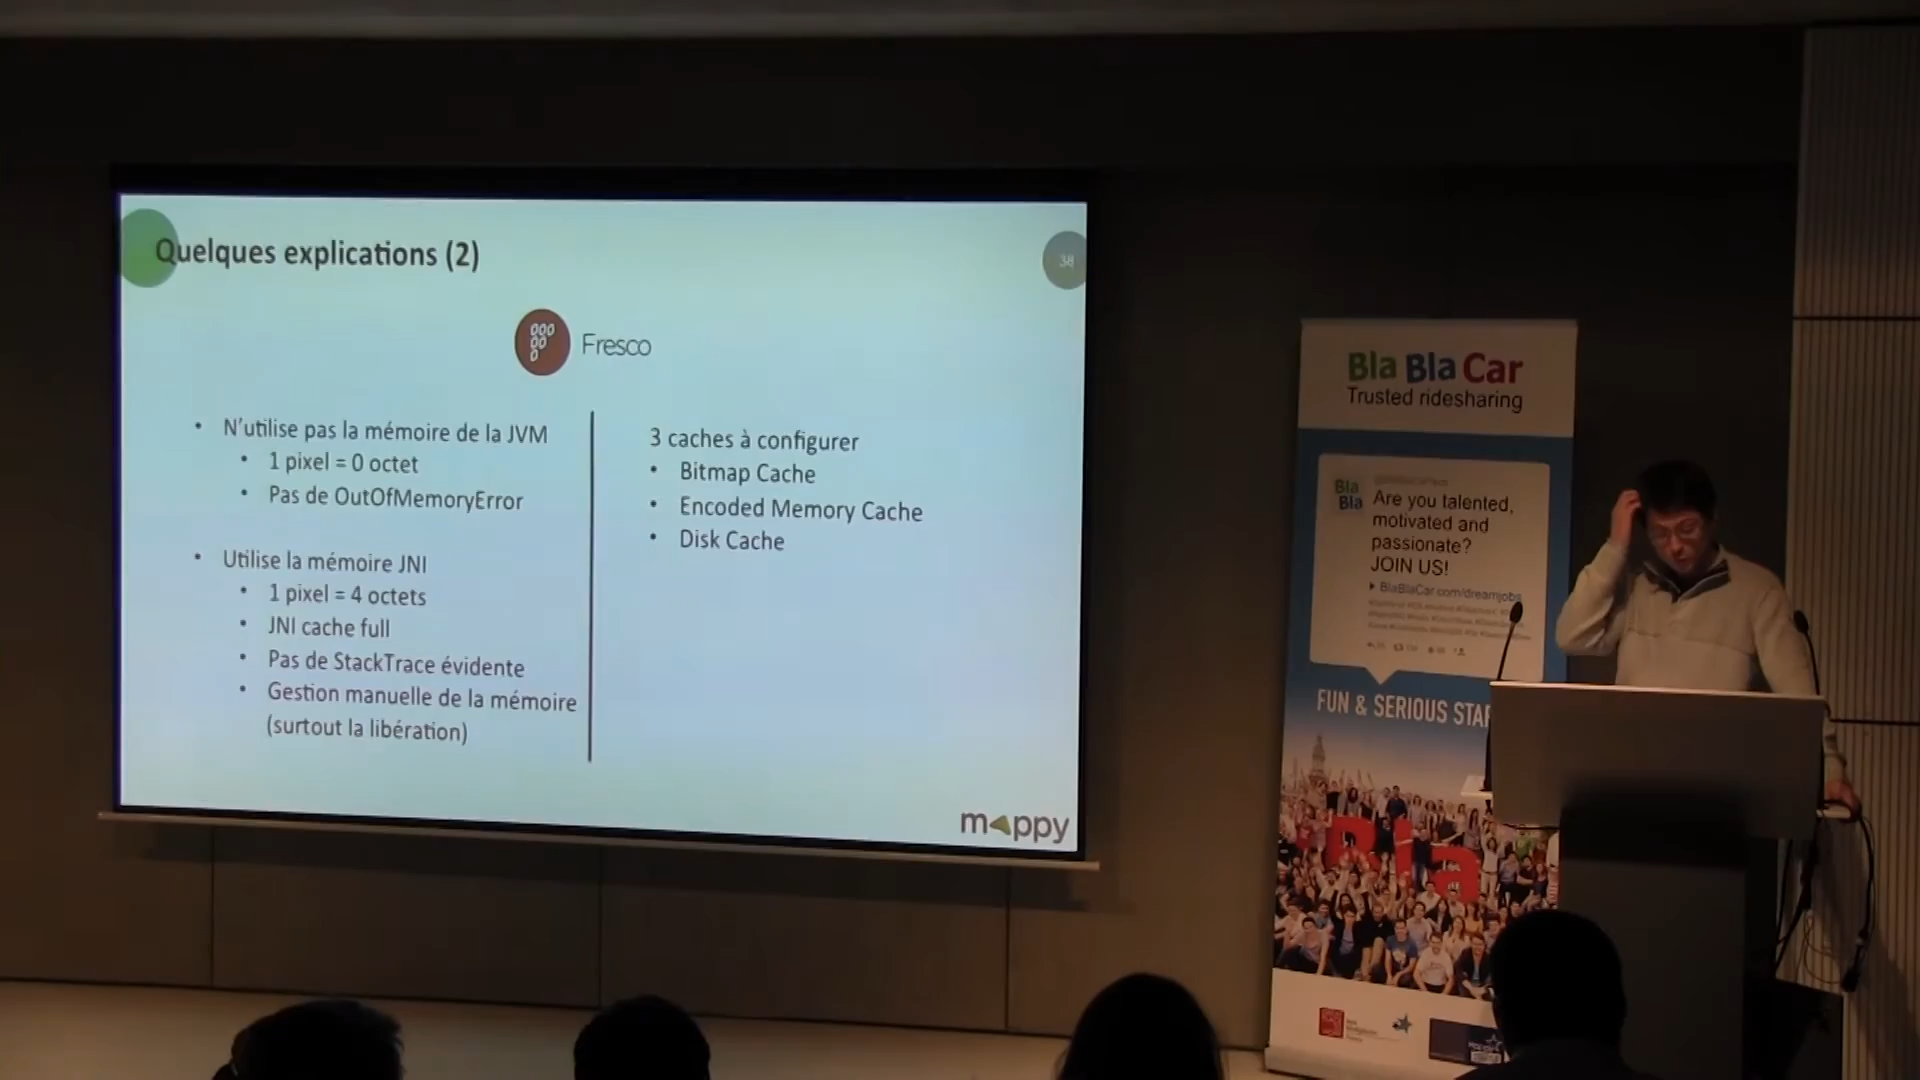 Quelques explications (2)
38
Fresco
• N'utilise pas la mémoire de la JVM
• 1 pixel = 0 octet
• Pas de OutOfMemoryError
• Utilise la mémoire JNI
• 1 pixel = 4 octets
• JNI cache full
• Pas de StackTrace évidente
• Gestion manuelle de la mémoire
(surtout la libération)
3 caches à configurer
• Bitmap Cache
• Encoded Memory Cache
• Disk Cache
mappy
Bla Bla Car
Trusted ridesharing
Bla
Bla
Are you talented,
motivated and
passionate?
JOIN US!
BlaBlaCar.com/dreamjobs
FUN & SERIOUS
Bla